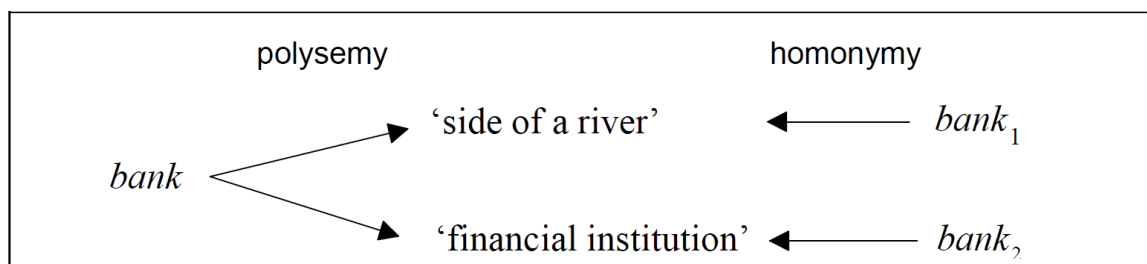 polysemy homonymy
‘side of a river’ bank₁
bank
‘financial institution’ bank₂